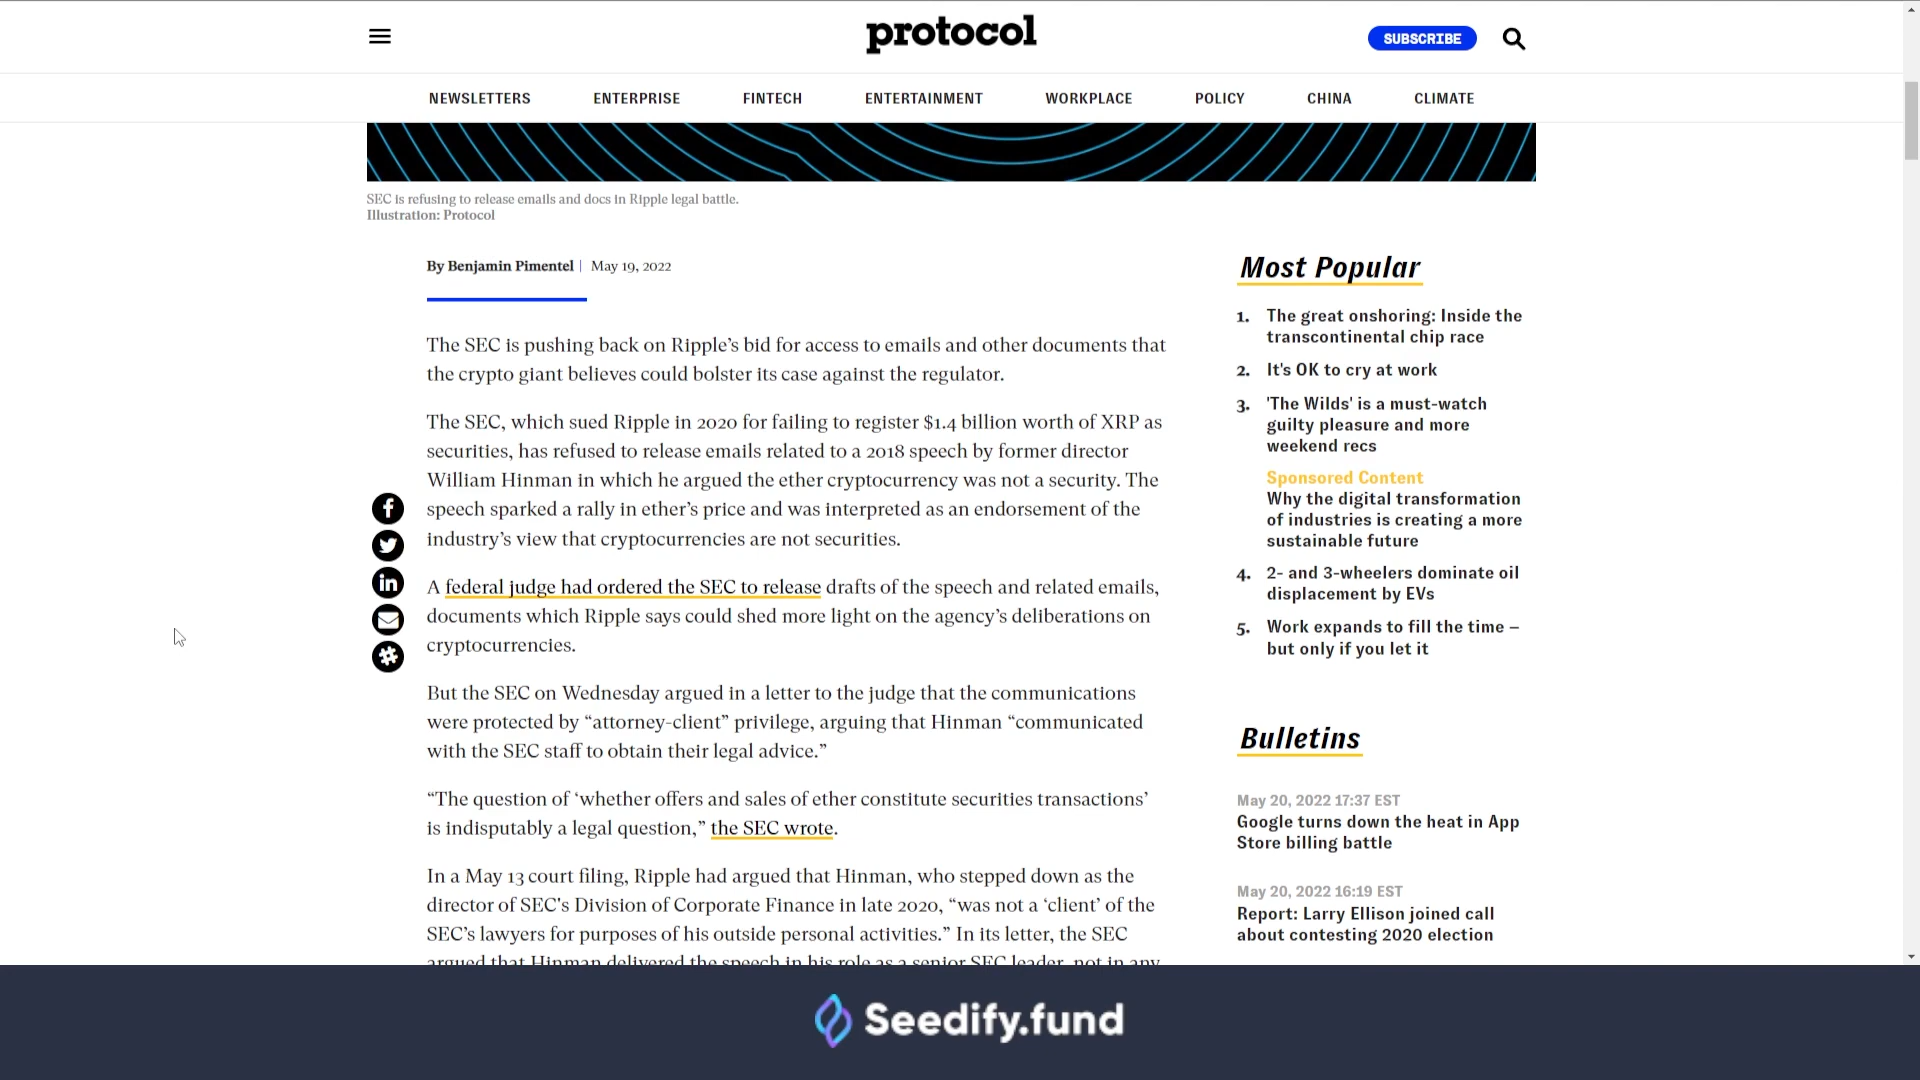 protocol
SUBSCRIBE
NEWSLETTERS ENTERPRISE FINTECH ENTERTAINMENT WORKPLACE POLICY CHINA CLIMATE
SEC is refusing to release emails and docs in Ripple legal battle.
Illustration: Protocol
By Benjamin Pimentel | May 19, 2022
The SEC is pushing back on Ripple’s bid for access to emails and other documents that
the crypto giant believes could bolster its case against the regulator.
The SEC, which sued Ripple in 2020 for failing to register $1.4 billion worth of XRP as
securities, has refused to release emails related to a 2018 speech by former director
William Hinman in which he argued the ether cryptocurrency was not a security. The
speech sparked a rally in ether’s price and was interpreted as an endorsement of the
industry’s view that cryptocurrencies are not securities.
A federal judge had ordered the SEC to release drafts of the speech and related emails,
documents which Ripple says could shed more light on the agency’s deliberations on
cryptocurrencies.
But the SEC on Wednesday argued in a letter to the judge that the communications
were protected by “attorney-client” privilege, arguing that Hinman “communicated
with the SEC staff to obtain their legal advice.”
“The question of ‘whether offers and sales of ether constitute securities transactions’
is indisputably a legal question,” the SEC wrote.
In a May 13 court filing, Ripple had argued that Hinman, who stepped down as the
director of SEC's Division of Corporate Finance in late 2020, “was not a ‘client’ of the
SEC’s lawyers for purposes of his outside personal activities.” In its letter, the SEC
argued that Hinman delivered the speech in his role as a senior SEC leader, not in any
Most Popular
1. The great onshoring: Inside the
transcontinental chip race
2. It's OK to cry at work
3. 'The Wilds' is a must-watch
guilty pleasure and more
weekend recs
Sponsored Content
Why the digital transformation
of industries is creating a more
sustainable future
4. 2- and 3-wheelers dominate oil
displacement by EVs
5. Work expands to fill the time –
but only if you let it
Bulletins
May 20, 2022 17:37 EST
Google turns down the heat in App
Store billing battle
May 20, 2022 16:19 EST
Report: Larry Ellison joined call
about contesting 2020 election
Seedify.fund